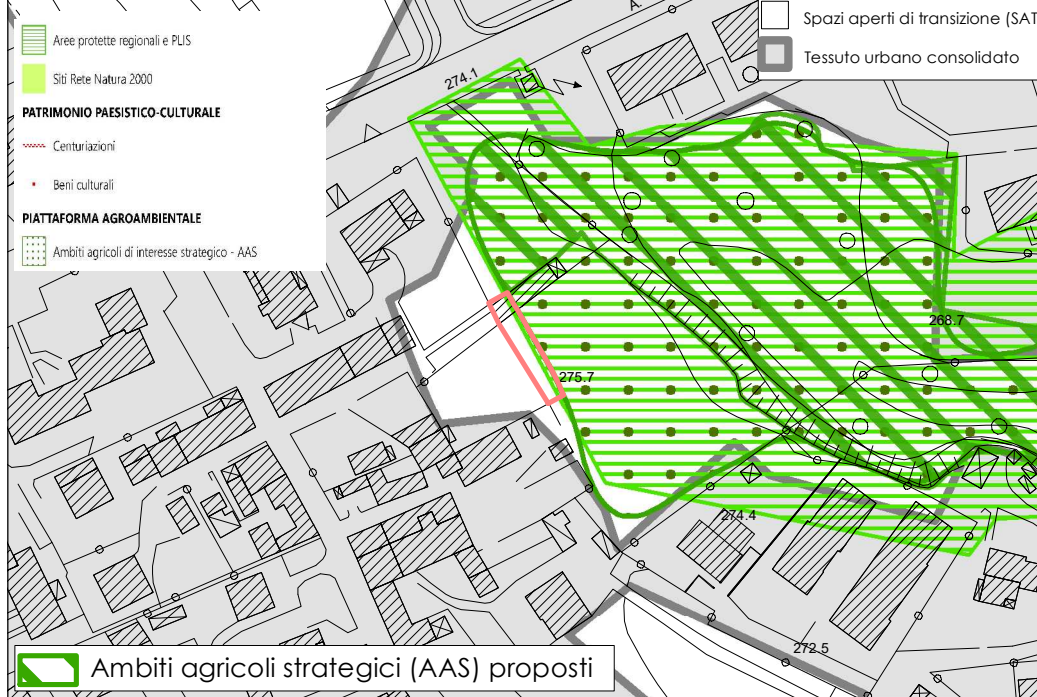 Aree protette regionali e PLIS
Siti Rete Natura 2000
PATRIMONIO PAESISTICO-CULTURALE
Centuriazioni
Beni culturali
PIATTAFORMA AGROAMBIENTALE
Ambiti agricoli di interesse strategico - AAS
Spazi aperti di transizione (SAT
Tessuto urbano consolidato
A.
274.1
268.7
275.7
274.4
272.5
Ambiti agricoli strategici (AAS) proposti